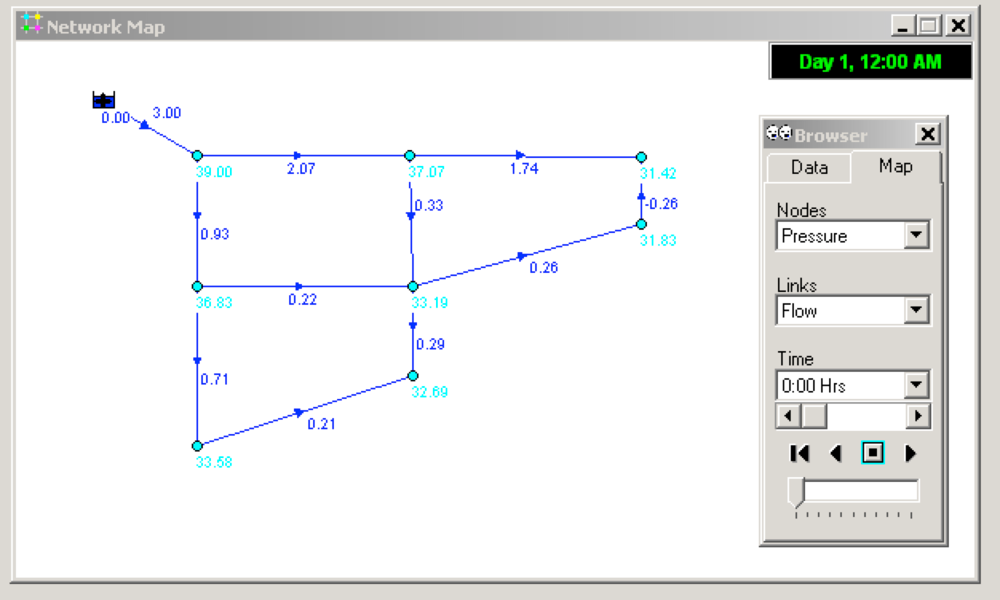 Network Map
Day 1, 12:00 AM
0.00
3.00
39.00
2.07
37.07
1.74
31.42
0.33
-0.26
0.93
31.83
0.26
36.83
0.22
33.19
0.29
0.71
32.69
0.21
33.58
Browser
Data
Map
Nodes
Pressure
Links
Flow
Time
0:00 Hrs